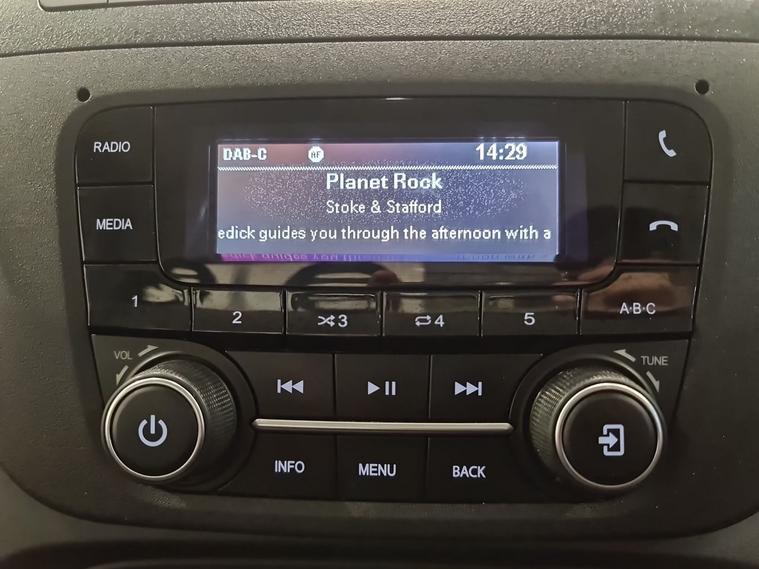 RADIO
DAB-C AF 14:29
Planet Rock
Stoke & Stafford
edick guides you through the afternoon with a
MEDIA
1
2
3
4
5
A·B·C
VOL
TUNE
INFO
MENU
BACK